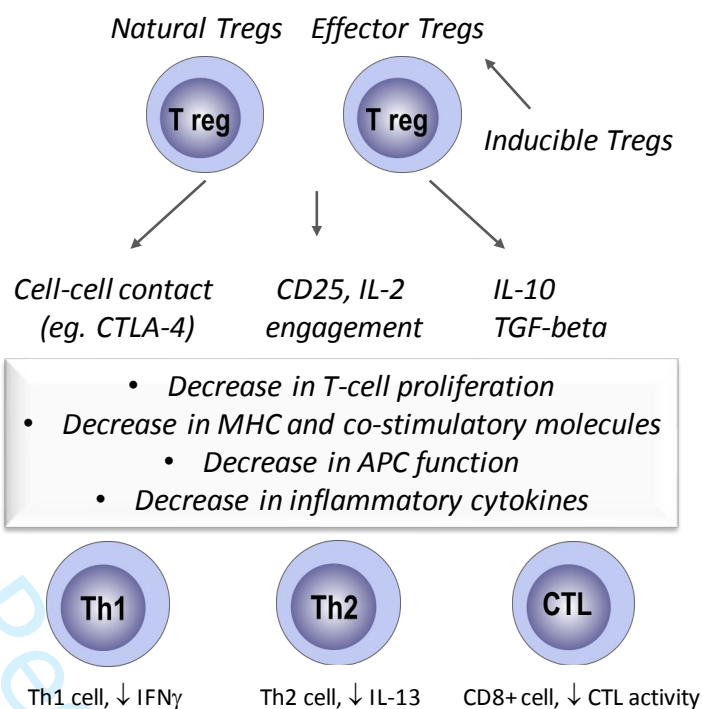 Natural Tregs Effector Tregs
T reg T reg
Inducible Tregs
Cell-cell contact CD25, IL-2 IL-10
(eg. CTLA-4) engagement TGF-beta
• Decrease in T-cell proliferation
• Decrease in MHC and co-stimulatory molecules
• Decrease in APC function
• Decrease in inflammatory cytokines
Th1 Th2 CTL
Th1 cell, ↓ IFNγ Th2 cell, ↓ IL-13 CD8+ cell, ↓ CTL activity